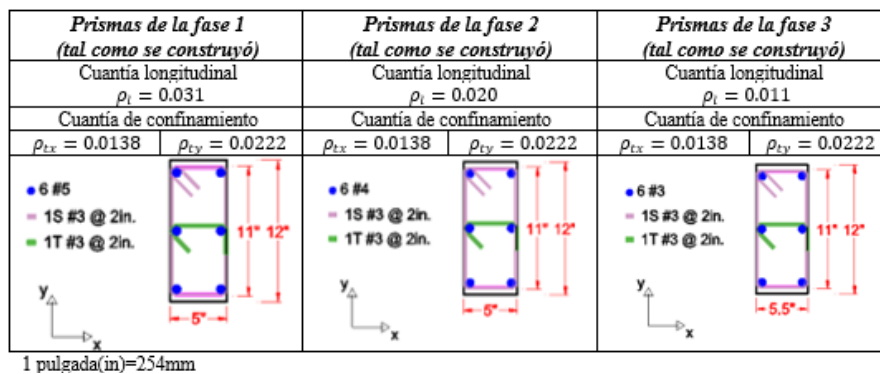 Prismas de la fase 1
(tal como se construyó)
Prismas de la fase 2
(tal como se construyó)
Prismas de la fase 3
(tal como se construyó)
Cuantía longitudinal
ρₗ = 0.031
Cuantía longitudinal
ρₗ = 0.020
Cuantía longitudinal
ρₗ = 0.011
Cuantía de confinamiento
Cuantía de confinamiento
Cuantía de confinamiento
ρₜₓ = 0.0138
ρty = 0.0222
ρₜₓ = 0.0138
ρty = 0.0222
ρₜₓ = 0.0138
ρty = 0.0222
6 #5
1S #3 @ 2in.
1T #3 @ 2in.
11" 12"
5"
y
x
6 #4
1S #3 @ 2in.
1T #3 @ 2in.
11" 12"
5"
y
x
6 #3
1S #3 @ 2in.
1T #3 @ 2in.
11" 12"
5.5"
y
x
1 pulgada(in)=254mm